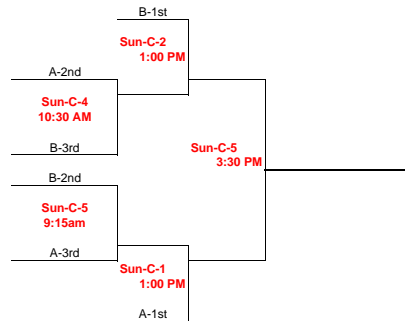 B-1st
Sun-C-2
1:00 PM
A-2nd
Sun-C-4
10:30 AM
Sun-C-5
3:30 PM
B-3rd
B-2nd
Sun-C-5
9:15am
A-3rd
Sun-C-1
1:00 PM
A-1st